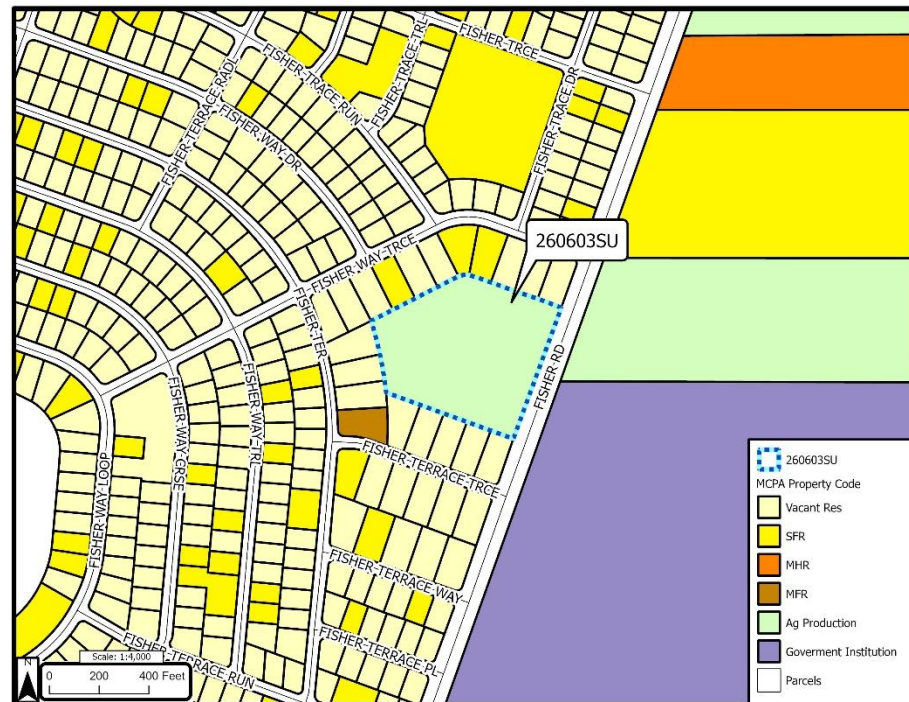 FISHER-TRCE
FISHER-TRACE-TRL
FISHER-TRACE RUN
FISHER-TERRACE-RADL
FISHER-WAY-DR
FISHER-TRACE-DR
260603SU
FISHER-WAY-TRCE
FISHER-TER
FISHER-RD
FISHER-WAY-LOOP
FISHER-WAY-CRSE
FISHER-WAY-TRL
FISHER-TERRACE-TRCE
FISHER-TERRACE-WAY
FISHER-TERRACE-PL
FISHER-TERRACE-RUN
N
Scale: 1:4,000
0 200 400 Feet
260603SU
MCPA Property Code
Vacant Res
SFR
MHR
MFR
Ag Production
Goverment Institution
Parcels